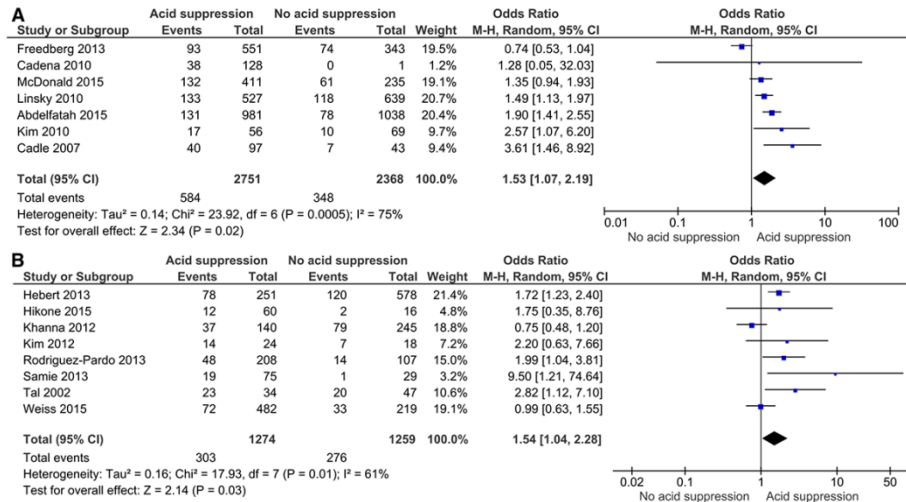 A
Acid suppression No acid suppression Odds Ratio Odds Ratio
Study or Subgroup Events Total Events Total Weight M-H, Random, 95% CI M-H, Random, 95% CI
Freedberg 2013 93 551 74 343 19.5% 0.74 [0.53, 1.04]
Cadena 2010 38 128 0 1 1.2% 1.28 [0.05, 32.03]
McDonald 2015 132 411 61 235 19.1% 1.35 [0.94, 1.93]
Linsky 2010 133 527 118 639 20.7% 1.49 [1.13, 1.97]
Abdelfatah 2015 131 981 78 1038 20.4% 1.90 [1.41, 2.55]
Kim 2010 17 56 10 69 9.7% 2.57 [1.07, 6.20]
Cadle 2007 40 97 7 43 9.4% 3.61 [1.46, 8.92]
Total (95% CI) 2751 2368 100.0% 1.53 [1.07, 2.19]
Total events 584 348
Heterogeneity: Tau² = 0.14; Chi² = 23.92, df = 6 (P = 0.0005); I² = 75%
Test for overall effect: Z = 2.34 (P = 0.02)
0.01 0.1 1 10 100
No acid suppression Acid suppression
B
Acid suppression No acid suppression Odds Ratio Odds Ratio
Study or Subgroup Events Total Events Total Weight M-H, Random, 95% CI M-H, Random, 95% CI
Hebert 2013 78 251 120 578 21.4% 1.72 [1.23, 2.40]
Hikone 2015 12 60 2 16 4.8% 1.75 [0.35, 8.76]
Khanna 2012 37 140 79 245 18.8% 0.75 [0.48, 1.20]
Kim 2012 14 24 7 18 7.2% 2.20 [0.63, 7.66]
Rodriguez-Pardo 2013 48 208 14 107 15.0% 1.99 [1.04, 3.81]
Samie 2013 19 75 1 29 3.2% 9.50 [1.21, 74.64]
Tal 2002 23 34 20 47 10.6% 2.82 [1.12, 7.10]
Weiss 2015 72 482 33 219 19.1% 0.99 [0.63, 1.55]
Total (95% CI) 1274 1259 100.0% 1.54 [1.04, 2.28]
Total events 303 276
Heterogeneity: Tau² = 0.16; Chi² = 17.93, df = 7 (P = 0.01); I² = 61%
Test for overall effect: Z = 2.14 (P = 0.03)
0.02 0.1 1 10 50
No acid suppression Acid suppression